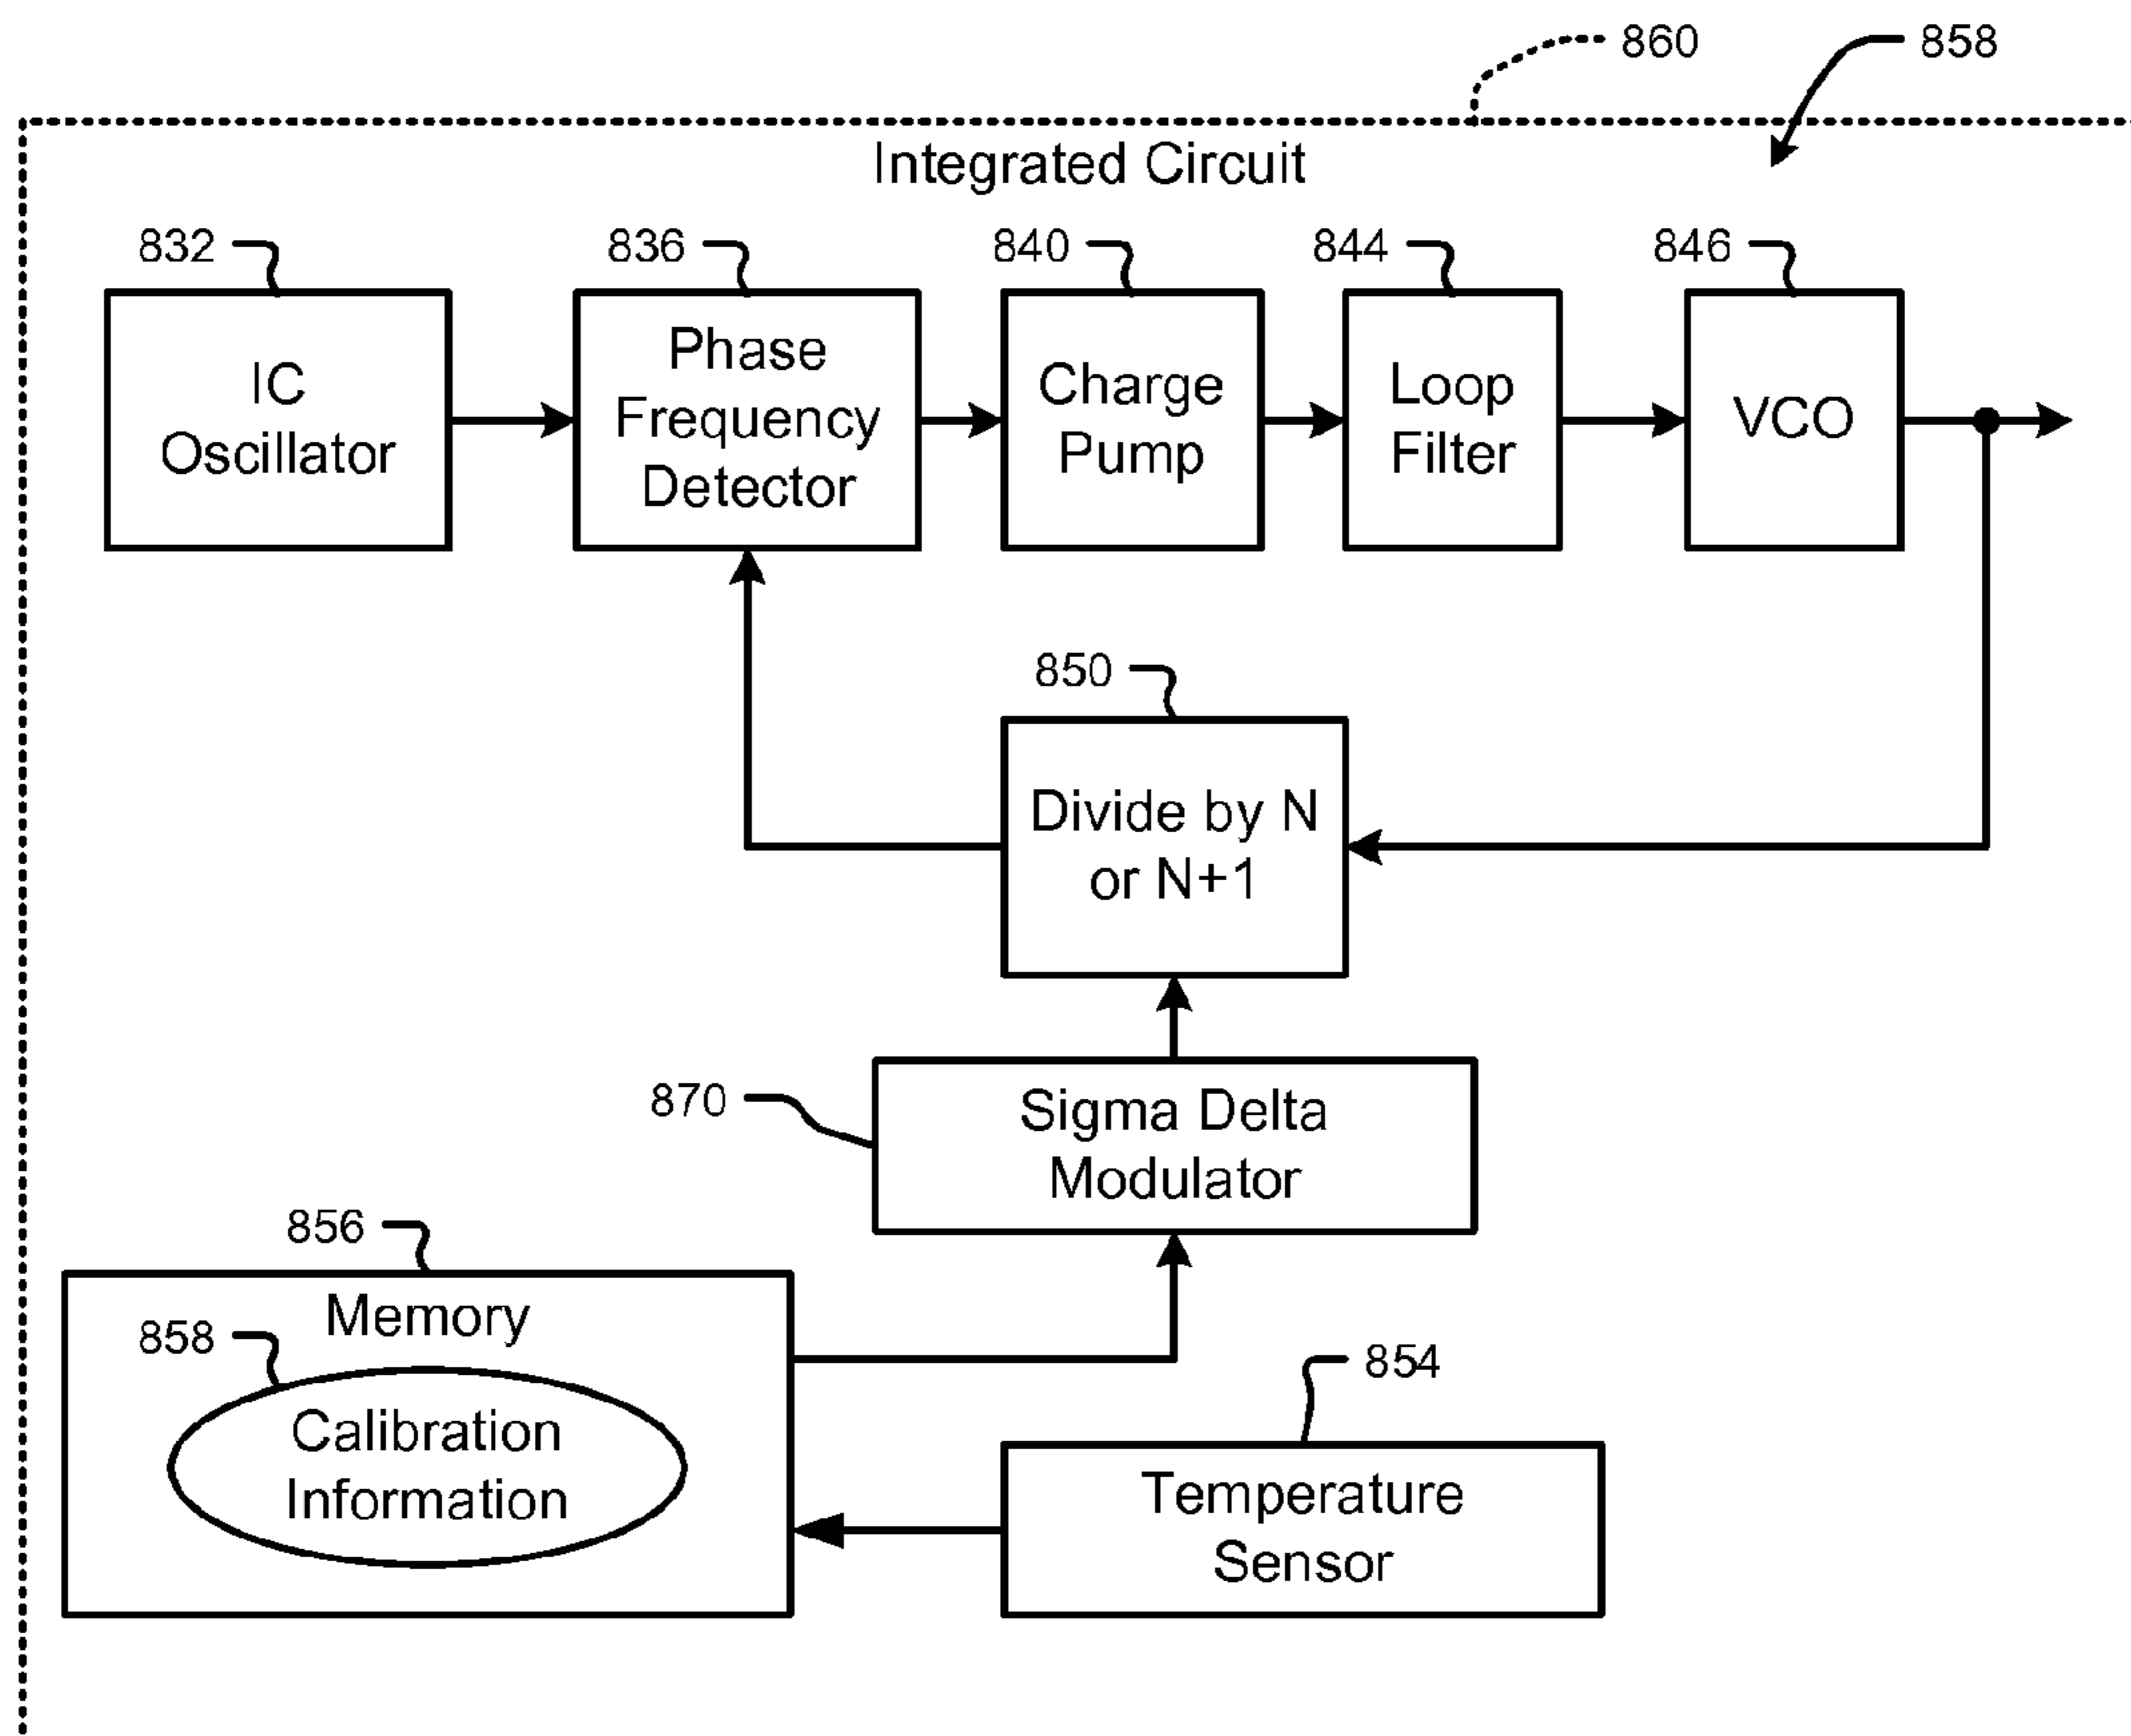 860
858
Integrated Circuit
832
836
840
844
846
IC
Oscillator
Phase
Frequency
Detector
Charge
Pump
Loop
Filter
VCO
850
Divide by N
or N+1
870
Sigma Delta
Modulator
856
Memory
858
Calibration
Information
854
Temperature
Sensor